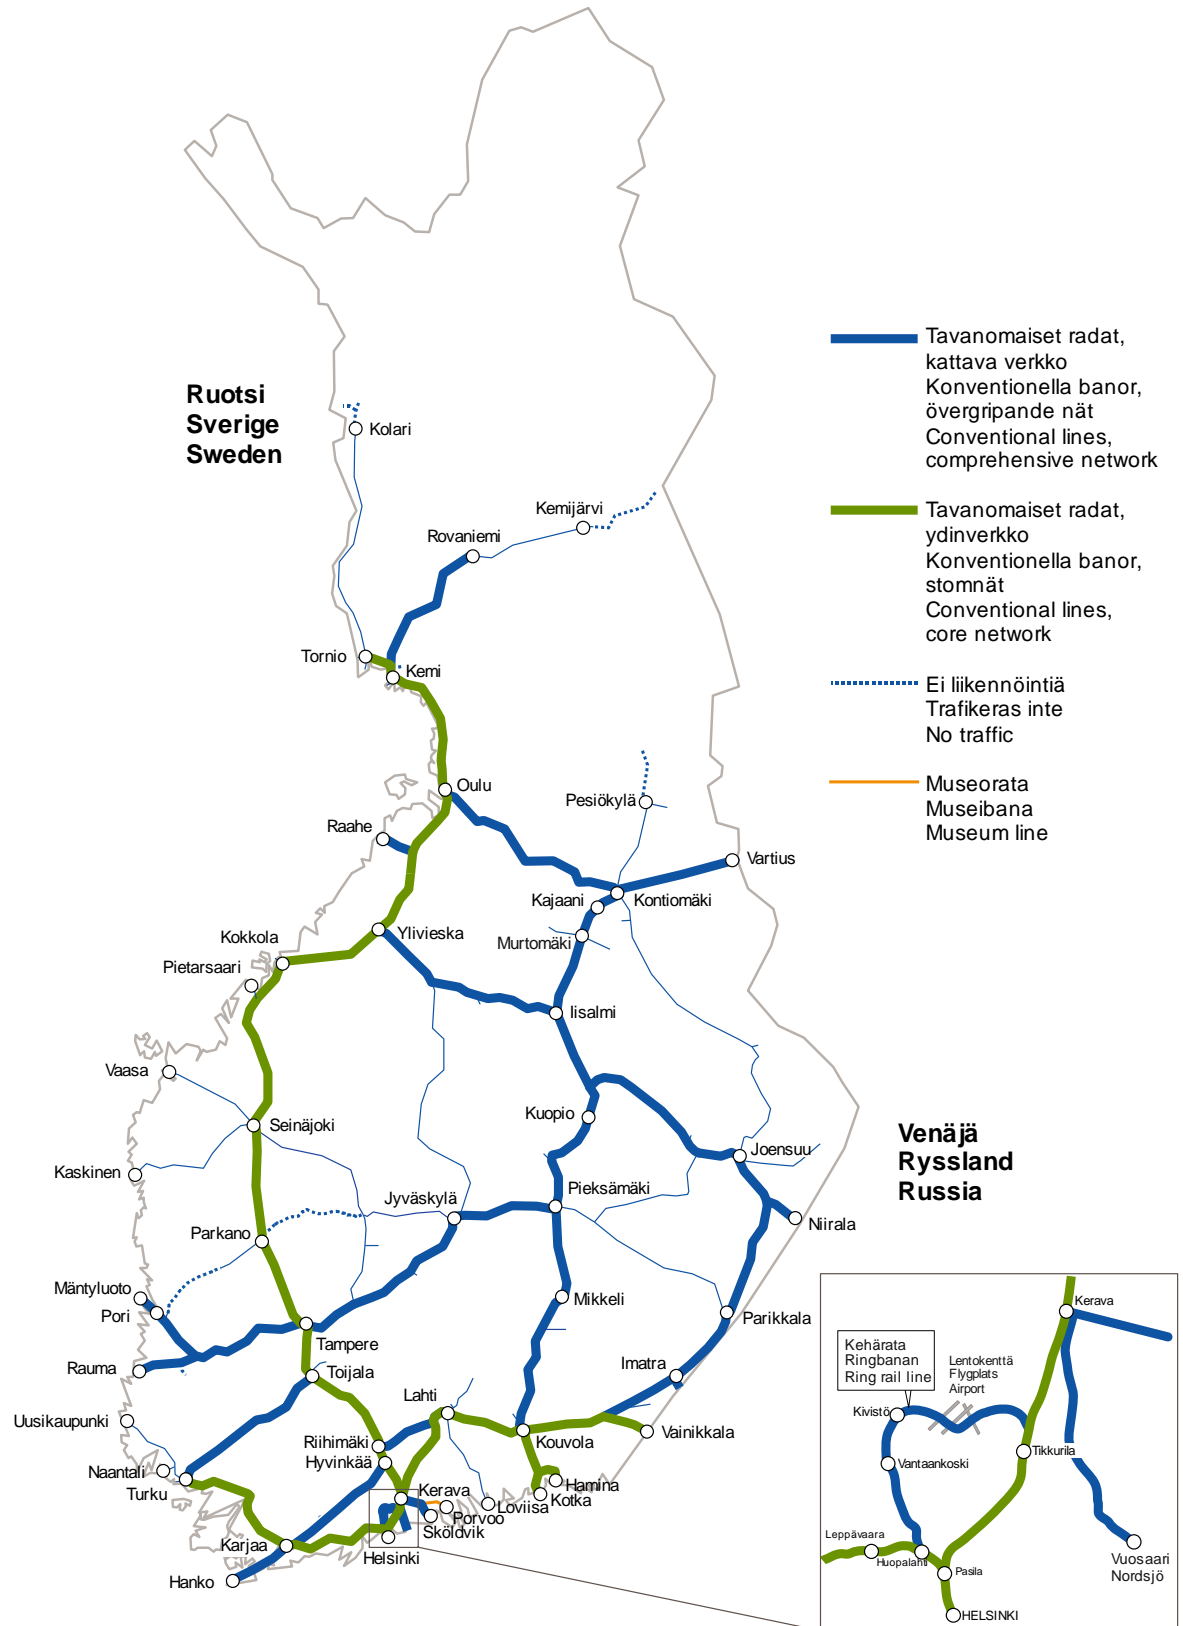 Ruotsi
Sverige
Sweden
Tavanomaiset radat,
kattava verkko
Konventionella banor,
övergripande nät
Conventional lines,
comprehensive network
Tavanomaiset radat,
ydinverkko
Konventionella banor,
stomnät
Conventional lines,
core network
Ei liikennöintiä
Trafikeras inte
No traffic
Museorata
Museibana
Museum line
Kolari
Kemijärvi
Rovaniemi
Tornio
Kemi
Oulu
Pesiökylä
Raahe
Vartius
Kajaani
Kontiomäki
Ylivieska
Murtomäki
Kokkola
Pietarsaari
Iisalmi
Vaasa
Kuopio
Seinäjoki
Joensuu
Venäjä
Ryssland
Russia
Kaskinen
Jyväskylä
Pieksämäki
Niirala
Parkano
Mäntyluoto
Pori
Mikkeli
Parikkala
Tampere
Rauma
Toijala
Imatra
Lahti
Uusikaupunki
Riihimäki
Hyvinkää
Kouvola
Vainikkala
Naantali
Turku
Kerava
Hamina
Kotka
Loviisa
Porvoo
Sköldvik
Karjaa
Helsinki
Hanko
Kerava
Kehärata
Ringbanan
Ring rail line
Lentokenttä
Flygplats
Airport
Kivistö
Tikkurila
Vantaankoski
Leppävaara
Huopalahti
Pasila
Vuosaari
Nordsjö
HELSINKI